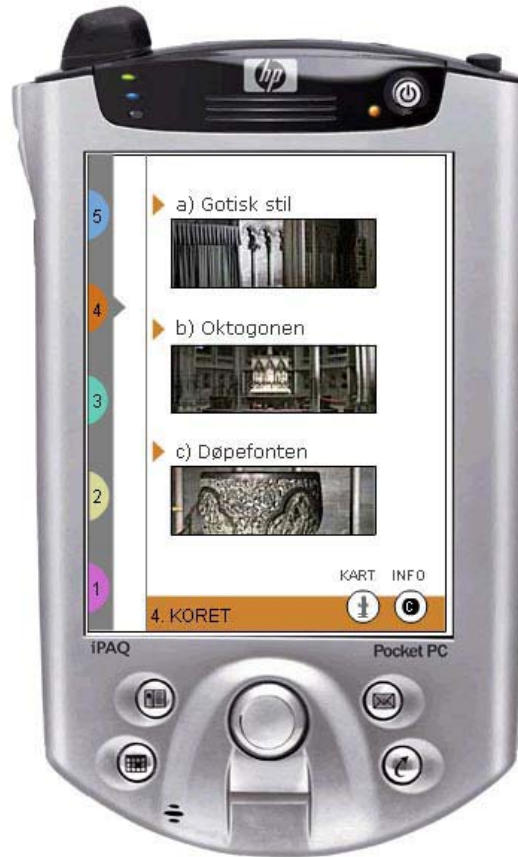 hp
5
a) Gotisk stil
4
b) Oktogonen
3
c) Døpefonten
2
1
KART INFO
C
4. KORET
iPAQ Pocket PC